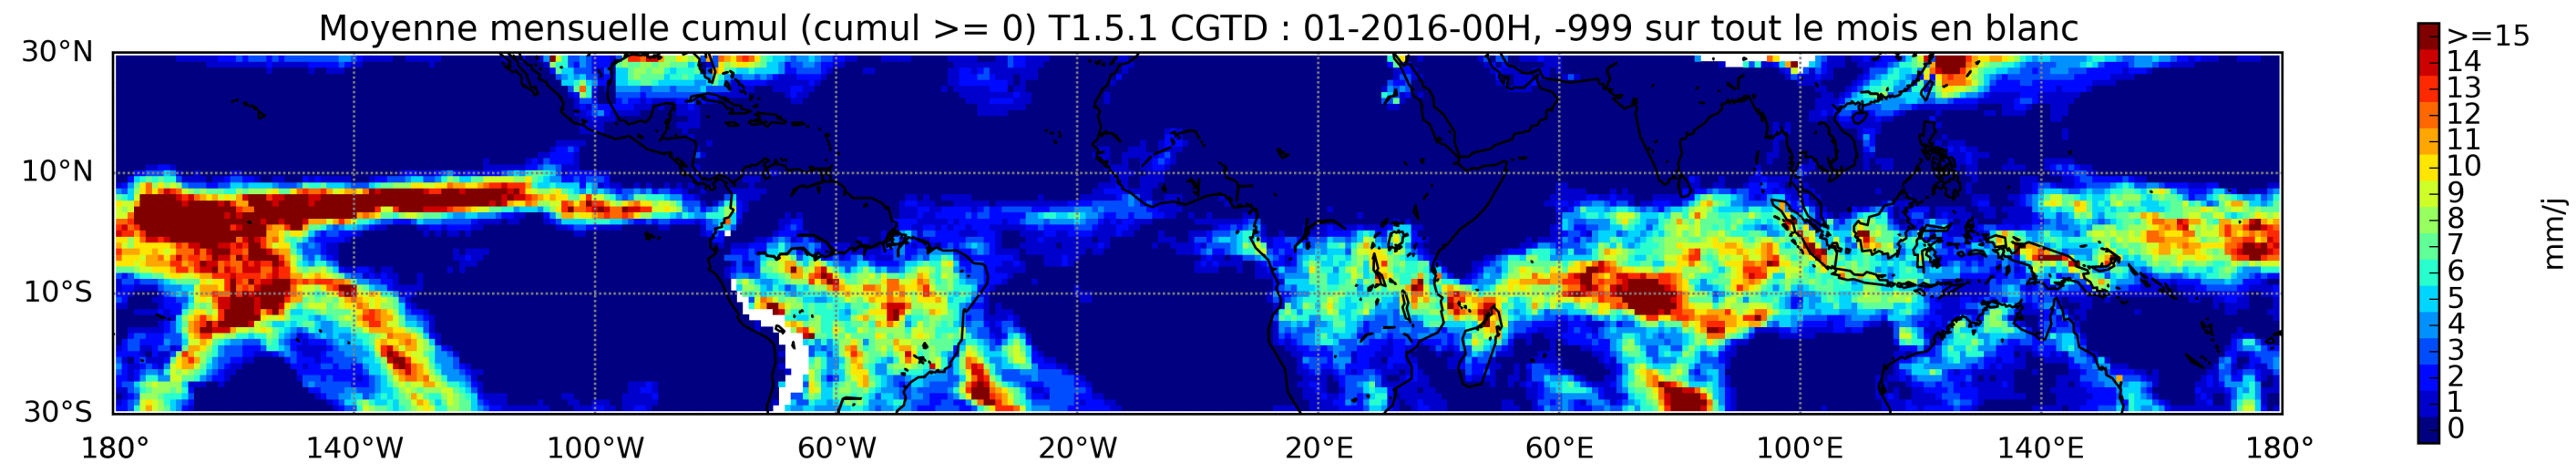 Moyenne mensuelle cumul (cumul >= 0) T1.5.1 CGTD : 01-2016-00H, -999 sur tout le mois en blanc
30°N
10°N
10°S
30°S
180°
140°W
100°W
60°W
20°W
20°E
60°E
100°E
140°E
180°
>=15
14
13
12
11
10
9
8
7
6
5
4
3
2
1
0
mm/j